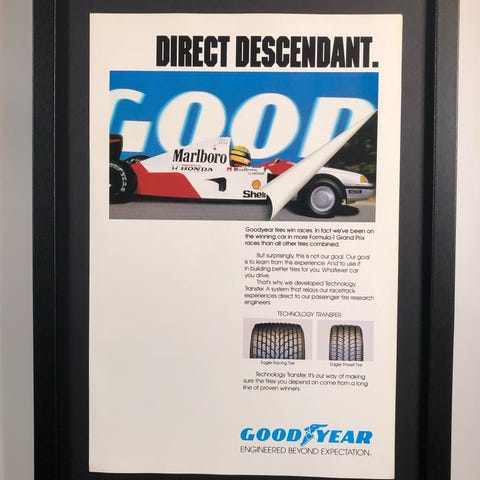 DIRECT DESCENDANT.
GOOD
Marlboro
HONDA
Marlboro
Shell
Goodyear tires win races. In fact we've been on
the winning car in more Formula-1 Grand Prix
races than all other tires combined.
But surprisingly, this is not our goal. Our goal
is to learn from this experience. And to use it
in building better tires for you. Whatever car
you drive.
That's why we developed Technology
Transfer. A system that relays our racetrack
experiences direct to our passenger tire research
engineers.
TECHNOLOGY TRANSFER
Eagle Racing Tire
Eagle Street Tire
Technology Transfer. It's our way of making
sure the tires you depend on come from a long
line of proven winners.
GOODYEAR
ENGINEERED BEYOND EXPECTATION.